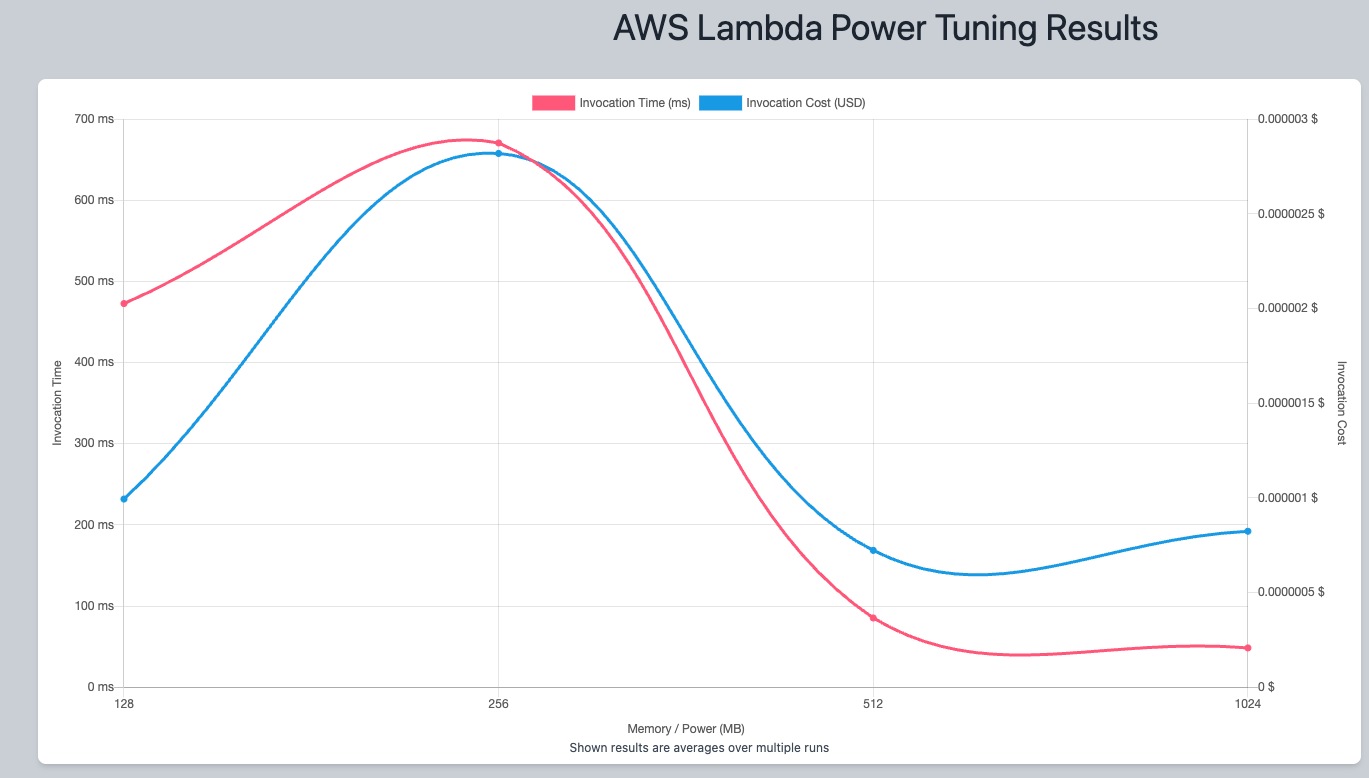 AWS Lambda Power Tuning Results
Invocation Time (ms) Invocation Cost (USD)
700 ms
600 ms
500 ms
400 ms
300 ms
200 ms
100 ms
0 ms
Invocation Time
0.000003 $
0.0000025 $
0.000002 $
0.0000015 $
0.000001 $
0.0000005 $
0 $
Invocation Cost
128 256 512 1024
Memory / Power (MB)
Shown results are averages over multiple runs